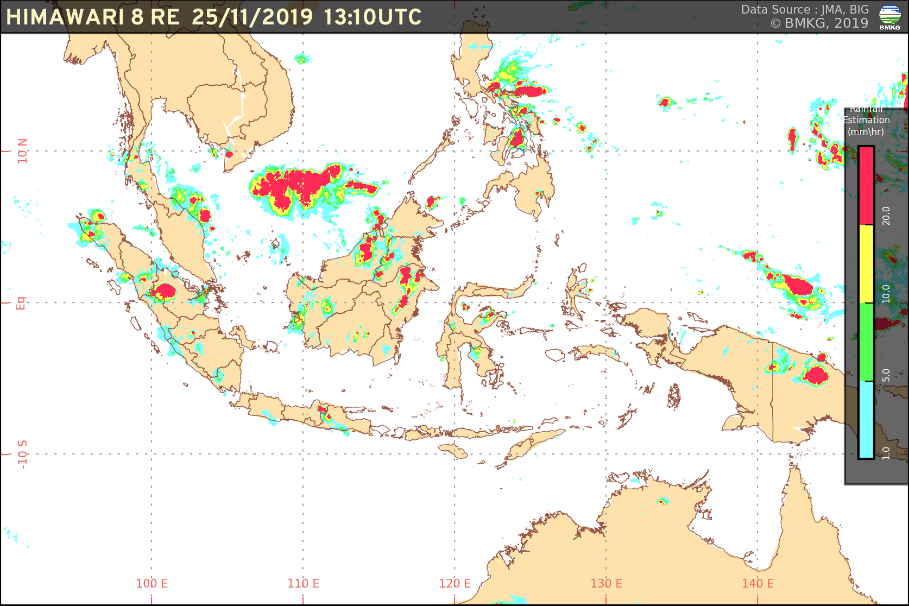 HIMAWARI 8 RE 25/11/2019 13:10UTC
Data Source : JMA, BIG
© BMKG, 2019
BMKG
Rainfall
Estimation
(mm\hr)
20.0
10.0
5.0
1.0
10 N
Eq
-10 S
100 E
110 E
120 E
130 E
140 E